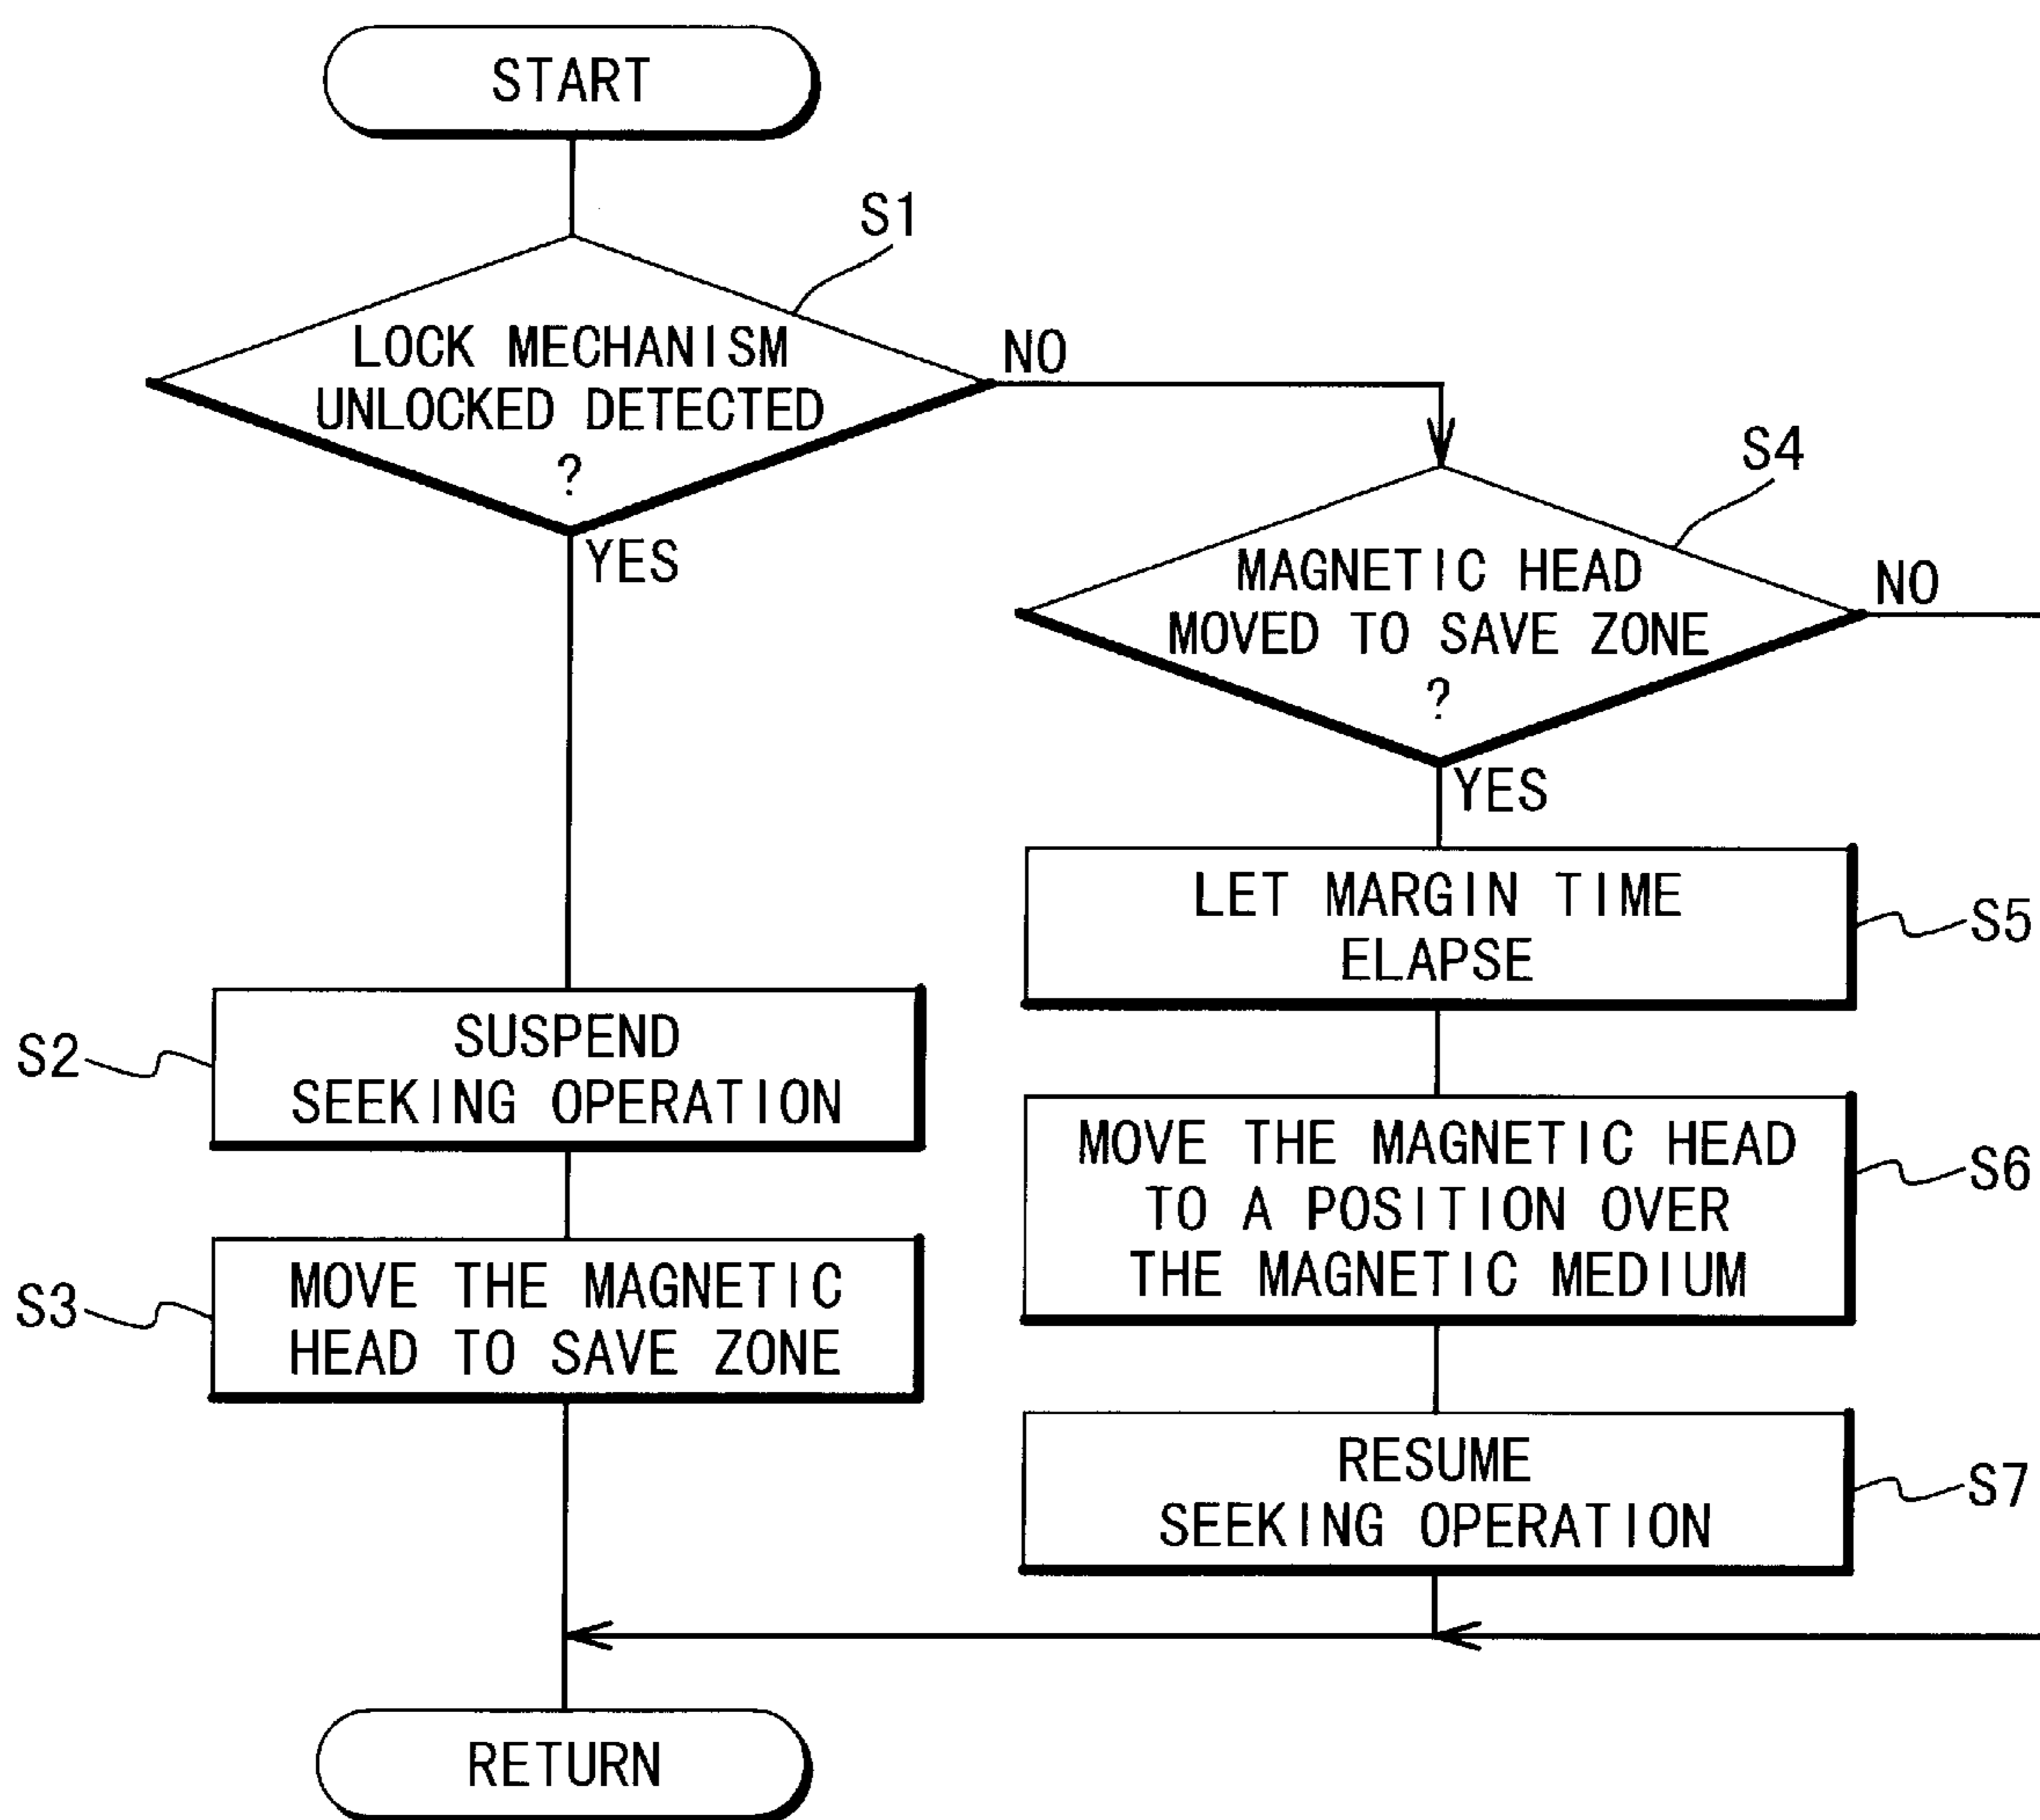 START
S1
LOCK MECHANISM
UNLOCKED DETECTED
?
NO
YES
S4
MAGNETIC HEAD
MOVED TO SAVE ZONE
?
NO
YES
LET MARGIN TIME
ELAPSE
S5
S2
SUSPEND
SEEKING OPERATION
MOVE THE MAGNETIC HEAD
TO A POSITION OVER
THE MAGNETIC MEDIUM
S6
S3
MOVE THE MAGNETIC
HEAD TO SAVE ZONE
RESUME
SEEKING OPERATION
S7
RETURN